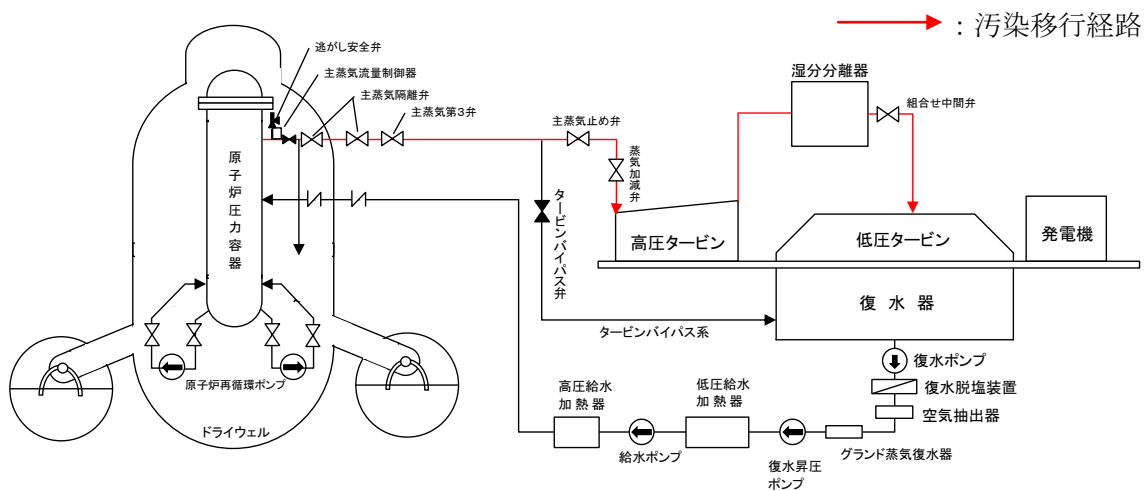 ：汚染移行経路
逃がし安全弁
主蒸気流量制御器
主蒸気隔離弁
主蒸気第3弁
主蒸気止め弁
蒸気加減弁
湿分分離器
組合せ中間弁
原子炉圧力容器
高圧タービン
低圧タービン
発電機
タービンバイパス弁
復水器
タービンバイパス系
復水ポンプ
復水脱塩装置
空気抽出器
グランド蒸気復水器
復水昇圧
ポンプ
低圧給水
加熱器
給水ポンプ
高圧給水
加熱器
原子炉再循環ポンプ
ドライウェル